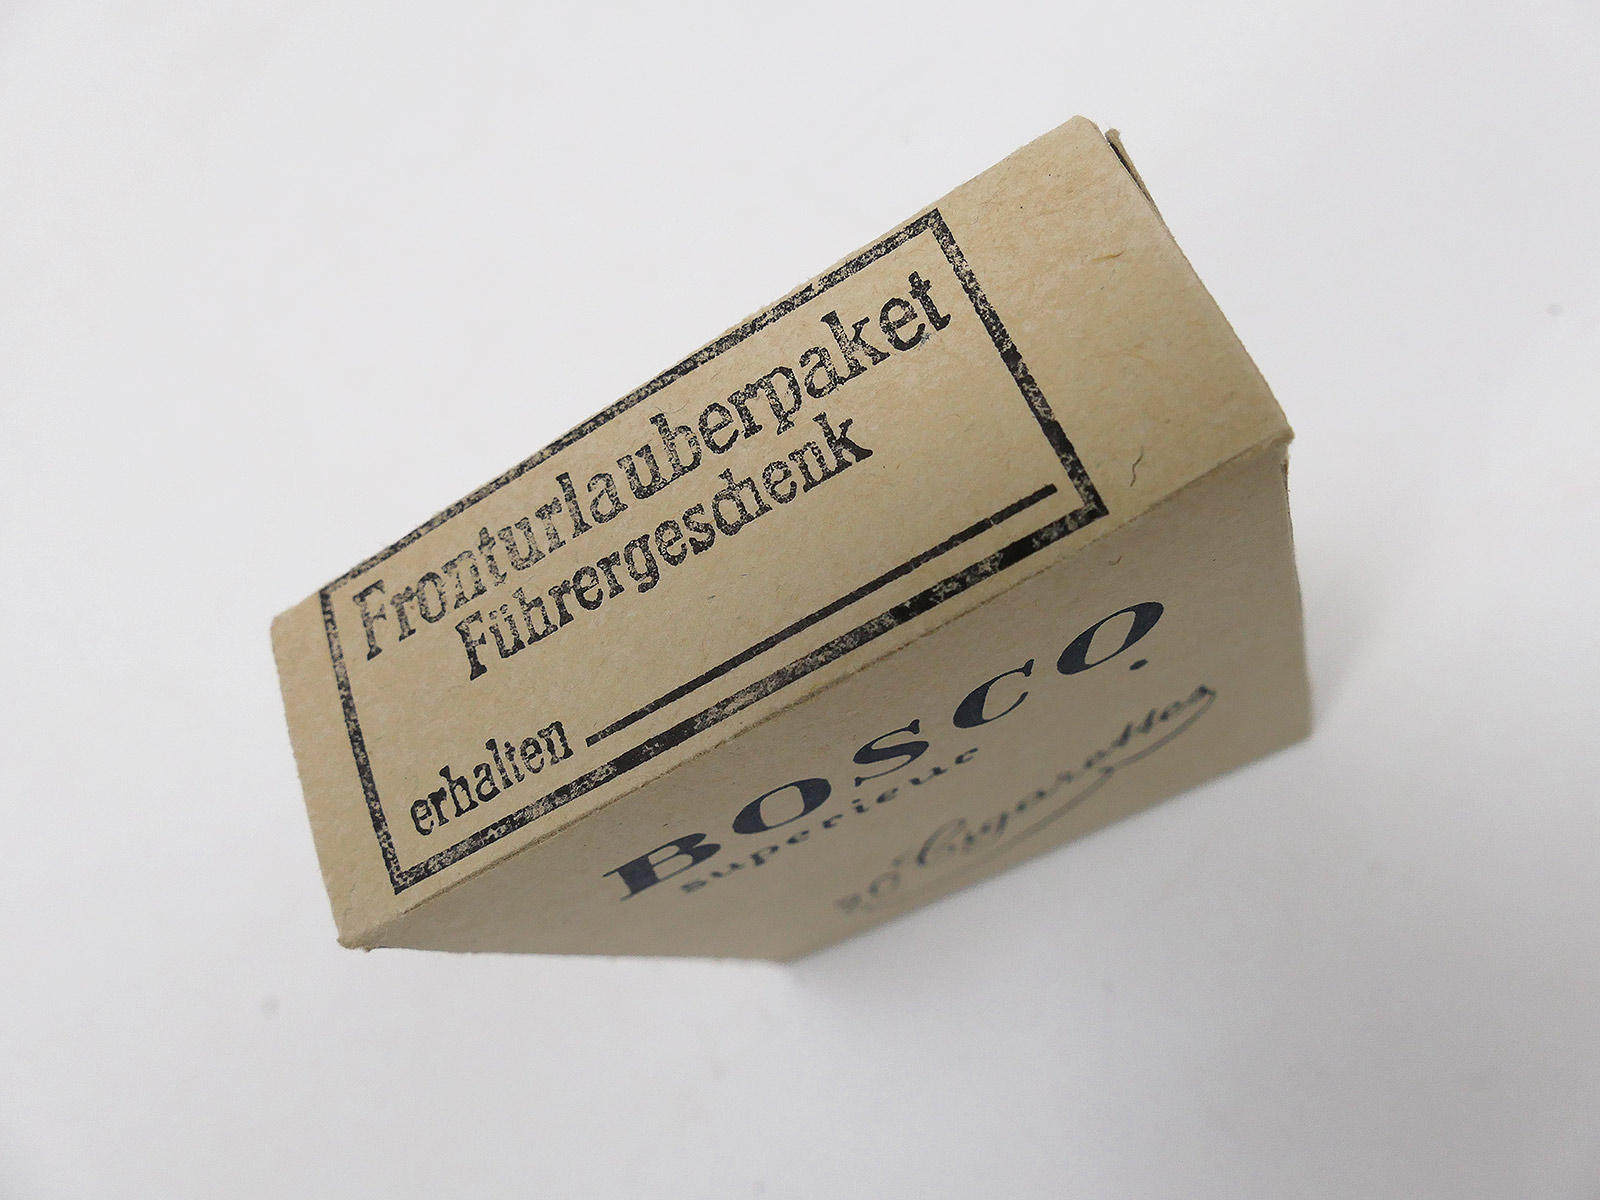 Fronturlauberpaket
Führergeschenk
erhalten
BOSCO
superieur
20 Cigarettes